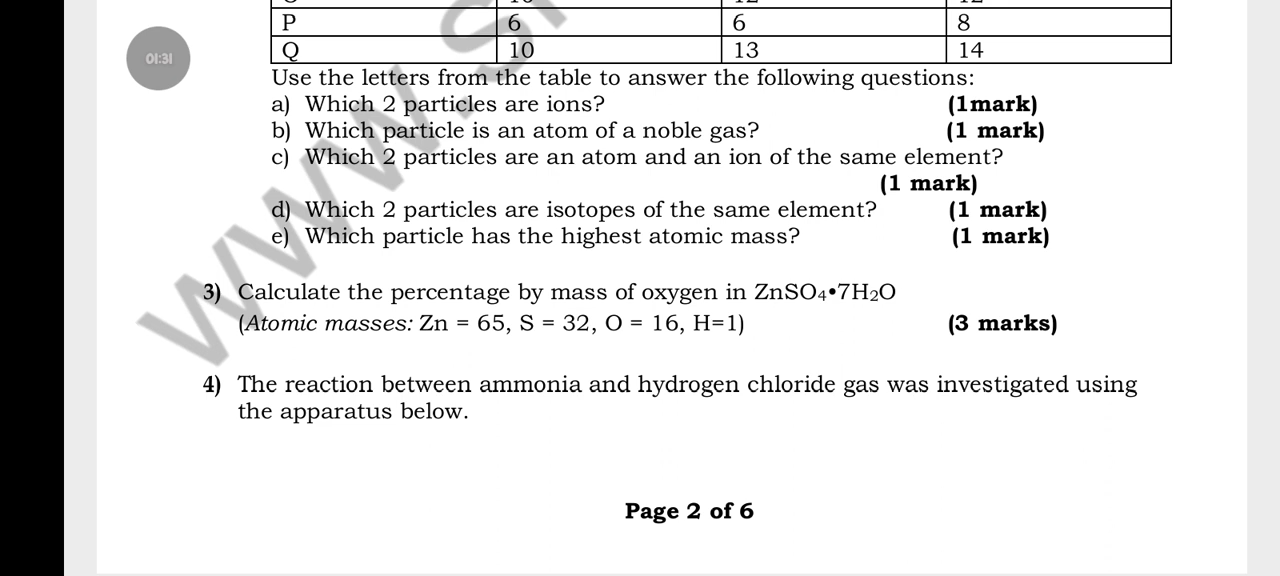 P 6 6 8
Q 10 13 14
01:31
Use the letters from the table to answer the following questions:
a) Which 2 particles are ions? (1mark)
b) Which particle is an atom of a noble gas? (1 mark)
c) Which 2 particles are an atom and an ion of the same element?
(1 mark)
d) Which 2 particles are isotopes of the same element? (1 mark)
e) Which particle has the highest atomic mass? (1 mark)
3) Calculate the percentage by mass of oxygen in ZnSO₄•7H₂O
(Atomic masses: Zn = 65, S = 32, O = 16, H=1) (3 marks)
4) The reaction between ammonia and hydrogen chloride gas was investigated using
the apparatus below.
Page 2 of 6
www.s